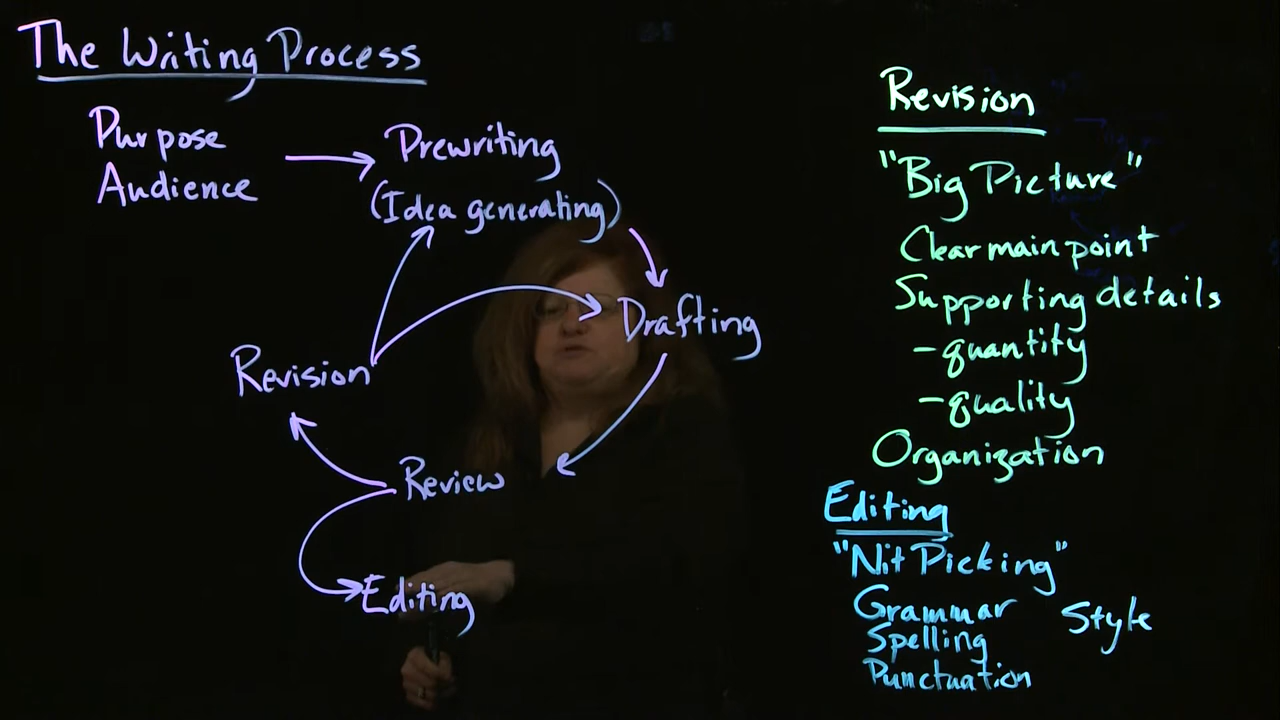 The Writing Process
Purpose
Audience
Prewriting
(Idea generating)
Drafting
Revision
Review
Editing
Revision
"Big Picture"
Clear main point
Supporting details
-quantity
-quality
Organization
Editing
"Nit Picking"
Grammar
Style
Spelling
Punctuation